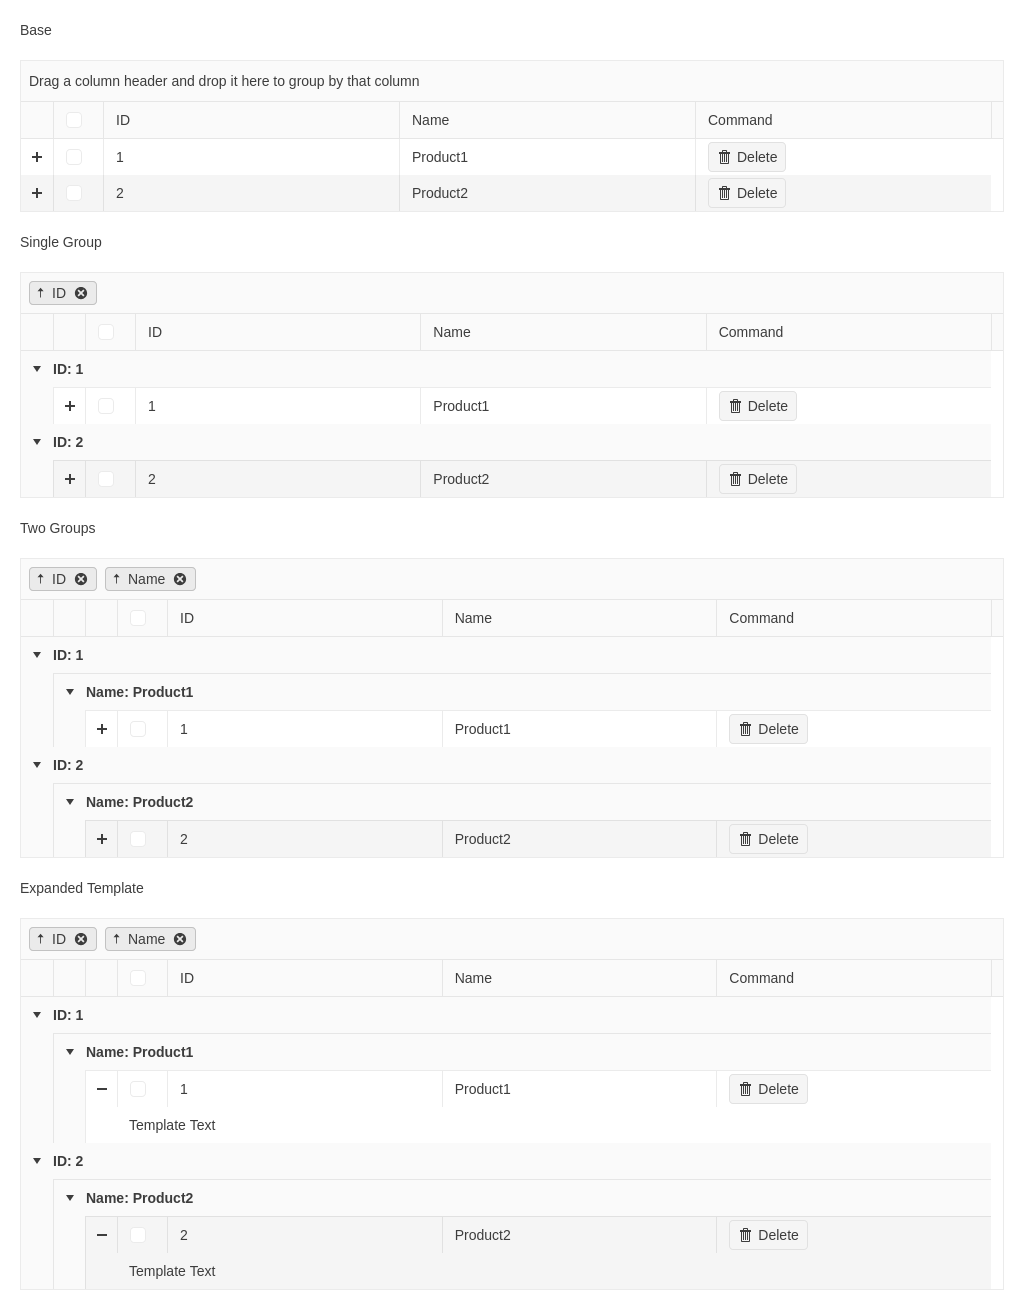 Base
Drag a column header and drop it here to group by that column
ID Name Command
1 Product1 Delete
2 Product2 Delete
Single Group
ID
ID Name Command
ID: 1
1 Product1 Delete
ID: 2
2 Product2 Delete
Two Groups
ID Name
ID Name Command
ID: 1
Name: Product1
1 Product1 Delete
ID: 2
Name: Product2
2 Product2 Delete
Expanded Template
ID Name
ID Name Command
ID: 1
Name: Product1
1 Product1 Delete
Template Text
ID: 2
Name: Product2
2 Product2 Delete
Template Text